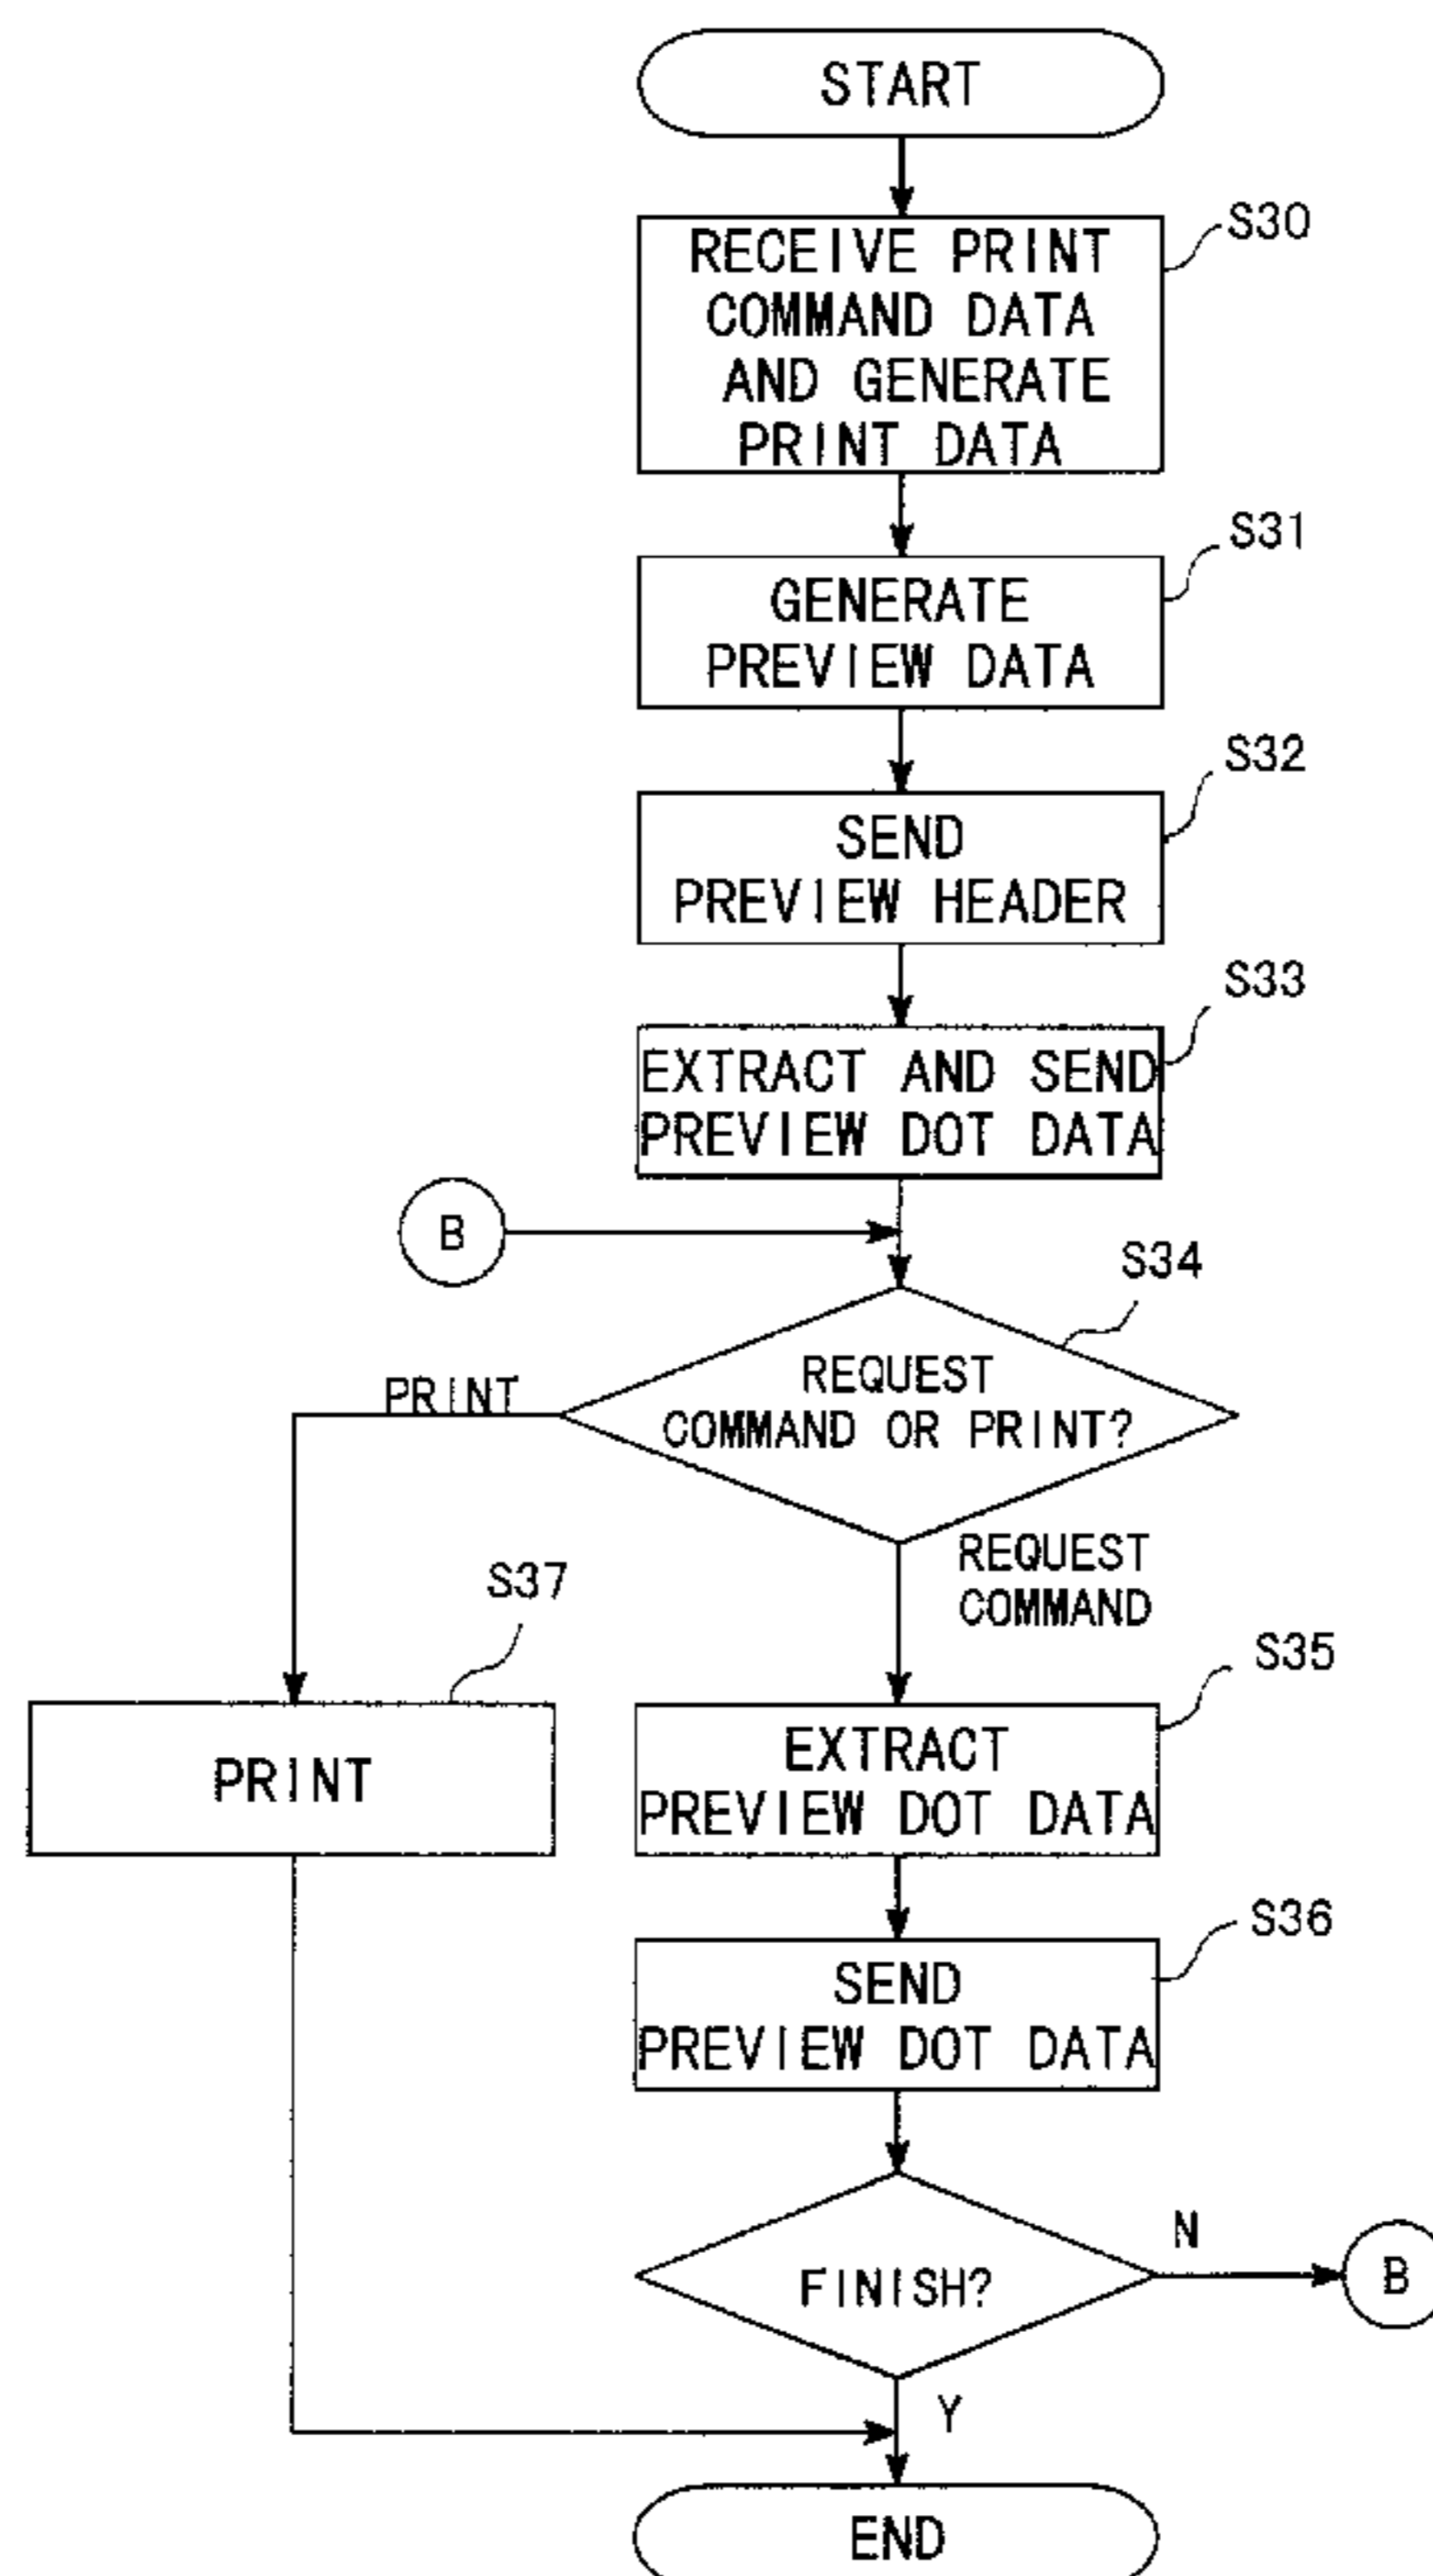 START
S30
RECEIVE PRINT
COMMAND DATA
AND GENERATE
PRINT DATA
S31
GENERATE
PREVIEW DATA
S32
SEND
PREVIEW HEADER
S33
EXTRACT AND SEND
PREVIEW DOT DATA
B
S34
REQUEST
COMMAND OR PRINT?
PRINT
REQUEST
COMMAND
S37
PRINT
S35
EXTRACT
PREVIEW DOT DATA
S36
SEND
PREVIEW DOT DATA
FINISH?
N
B
Y
END